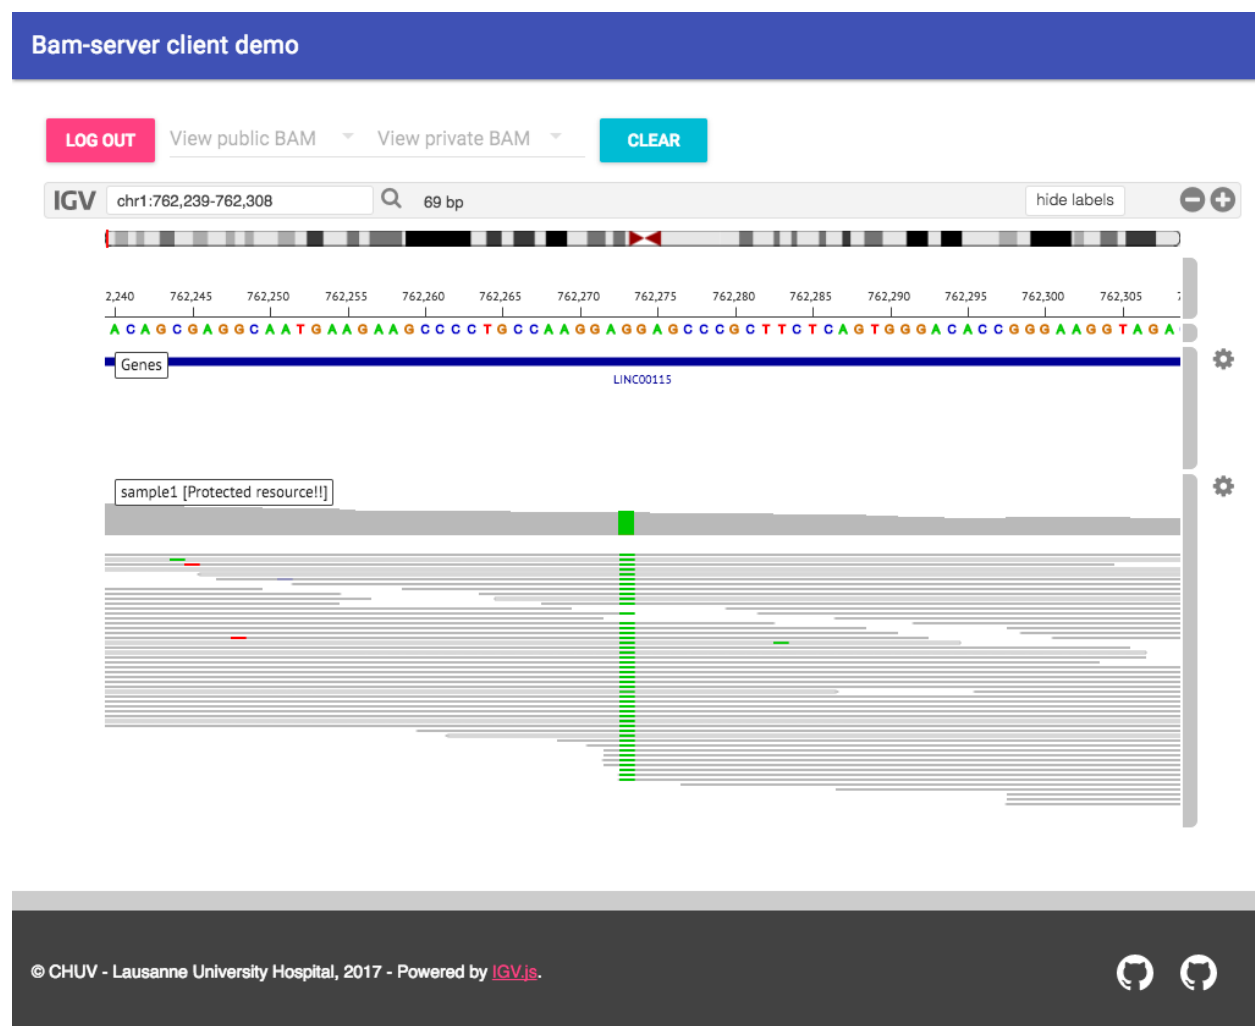 Bam-server client demo
LOG OUT View public BAM View private BAM CLEAR
IGV chr1:762,239-762,308 69 bp hide labels
2,240 762,245 762,250 762,255 762,260 762,265 762,270 762,275 762,280 762,285 762,290 762,295 762,300 762,305
A C A G C G A G G C A A T G A A G A A G C C C C T G C C A A G G A G G A G C C C G C T T C T C A G T G G G A C A C C G G G A A G G T A G A
Genes
LINC00115
sample1 [Protected resource!!]
© CHUV - Lausanne University Hospital, 2017 - Powered by IGV.js.